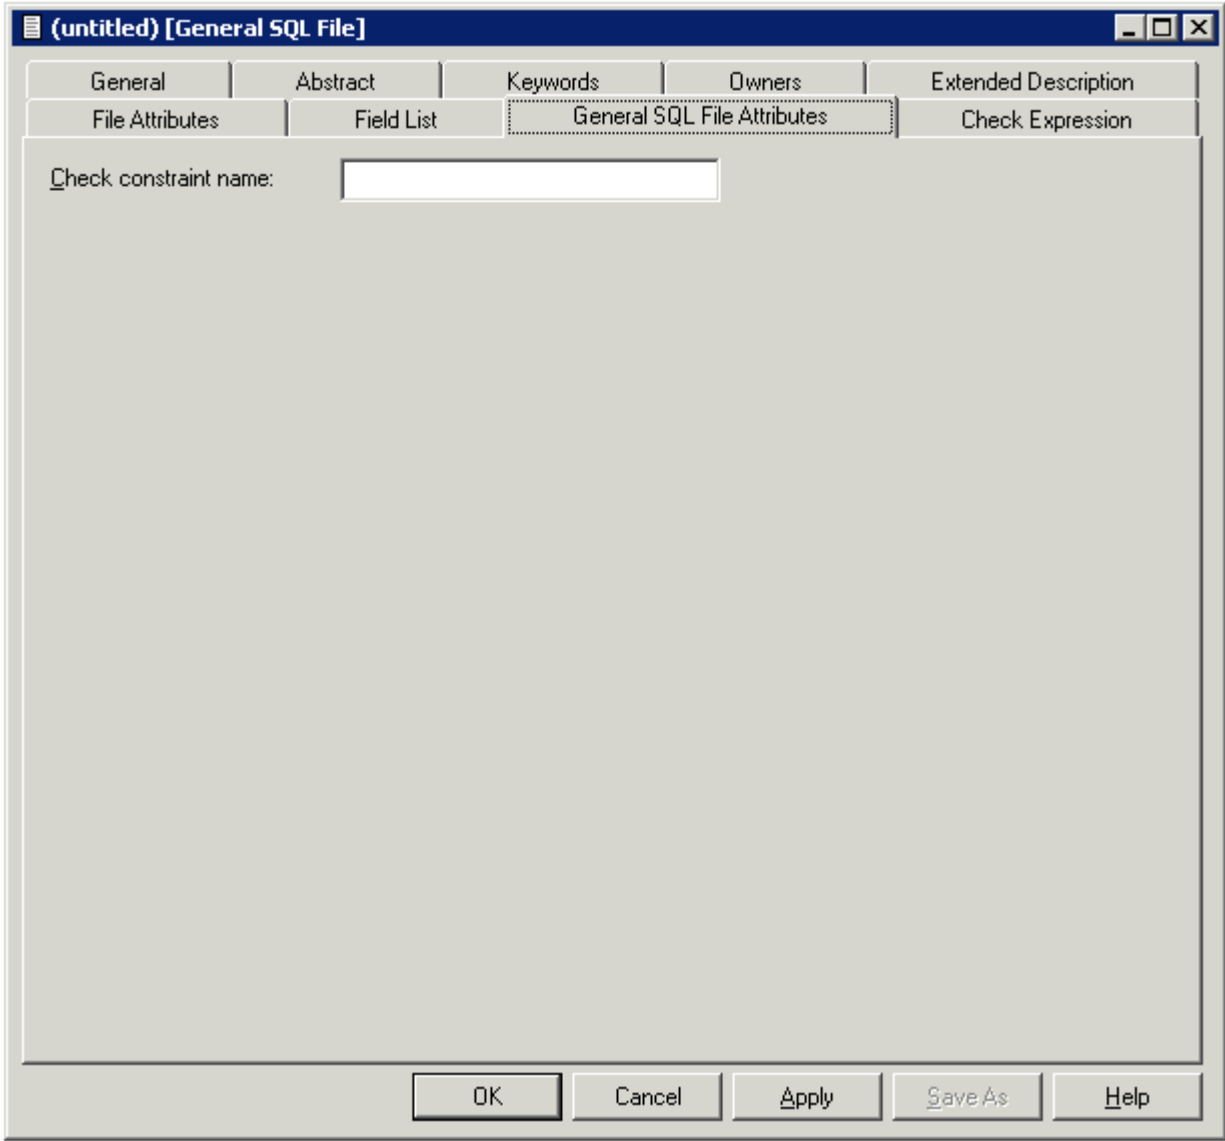 (untitled) [General SQL File]
General Abstract Keywords Owners Extended Description
File Attributes Field List General SQL File Attributes Check Expression
Check constraint name:
OK Cancel Apply Save As Help